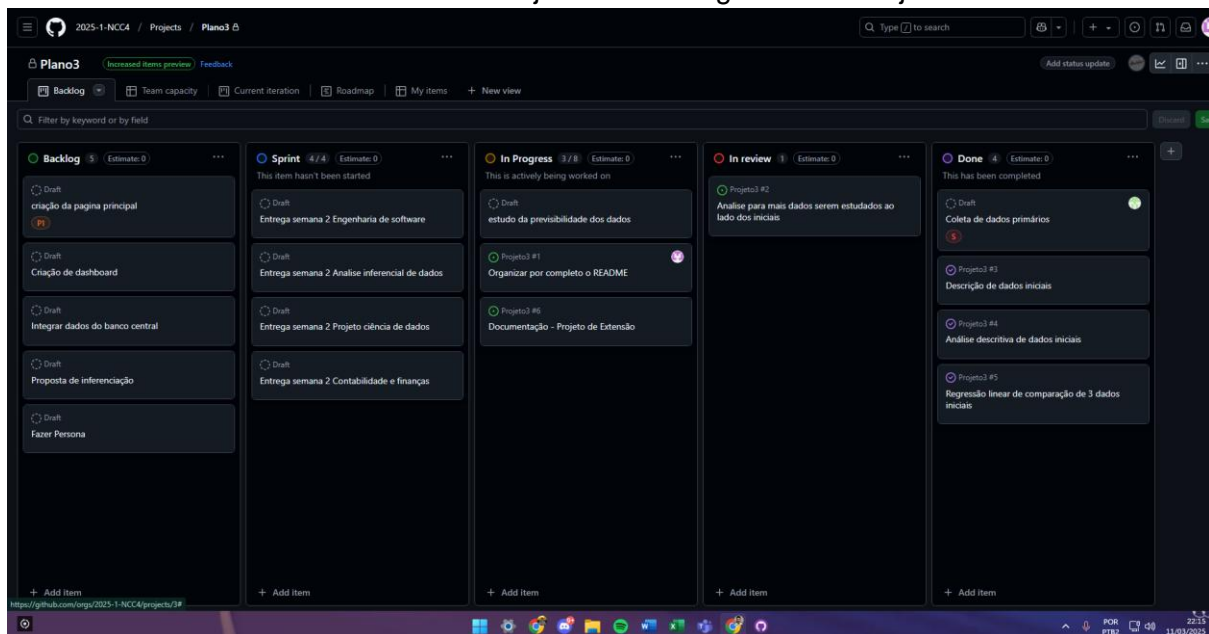 2025-1-NCC4 / Projects / Plano3
Type / to search
Plano3
Increased items preview
Feedback
Add status update
Backlog
Team capacity
Current iteration
Roadmap
My items
+ New view
Filter by keyword or by field
Discard
Backlog 5 Estimate: 0
Draft
criação da pagina principal
P1
Draft
Criação de dashboard
Draft
Integrar dados do banco central
Draft
Proposta de inferenciação
Draft
Fazer Persona
+ Add item
Sprint 4/4 Estimate: 0
This item hasn't been started
Draft
Entrega semana 2 Engenharia de software
Draft
Entrega semana 2 Analise inferencial de dados
Draft
Entrega semana 2 Projeto ciência de dados
Draft
Entrega semana 2 Contabilidade e finanças
+ Add item
In Progress 3/8 Estimate: 0
This is actively being worked on
Draft
estudo da previsibilidade dos dados
Projeto3 #1
Organizar por completo o README
Projeto3 #6
Documentação - Projeto de Extensão
+ Add item
In review 1 Estimate: 0
Projeto3 #2
Analise para mais dados serem estudados ao
lado dos iniciais
+ Add item
Done 4 Estimate: 0
This has been completed
Draft
Coleta de dados primários
S
Projeto3 #3
Descrição de dados iniciais
Projeto3 #4
Análise descritiva de dados iniciais
Projeto3 #5
Regressão linear de comparação de 3 dados
iniciais
+ Add item
https://github.com/orgs/2025-1-NCC4/projects/3#
POR
PTB2
22:15
11/03/2025